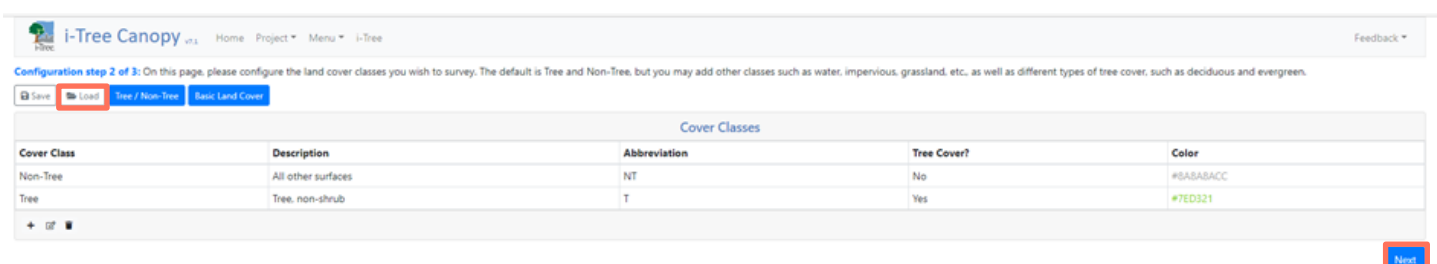 i-Tree Canopy v7.1 Home Project Menu i-Tree Feedback
i-Tree
Configuration step 2 of 3: On this page, please configure the land cover classes you wish to survey. The default is Tree and Non-Tree, but you may add other classes such as water, impervious, grassland, etc., as well as different types of tree cover, such as deciduous and evergreen.
Save Load Tree / Non-Tree Basic Land Cover
Cover Classes
Cover Class Description Abbreviation Tree Cover? Color
Non-Tree All other surfaces NT No #8A8A8ACC
Tree Tree, non-shrub T Yes #7ED321
Next